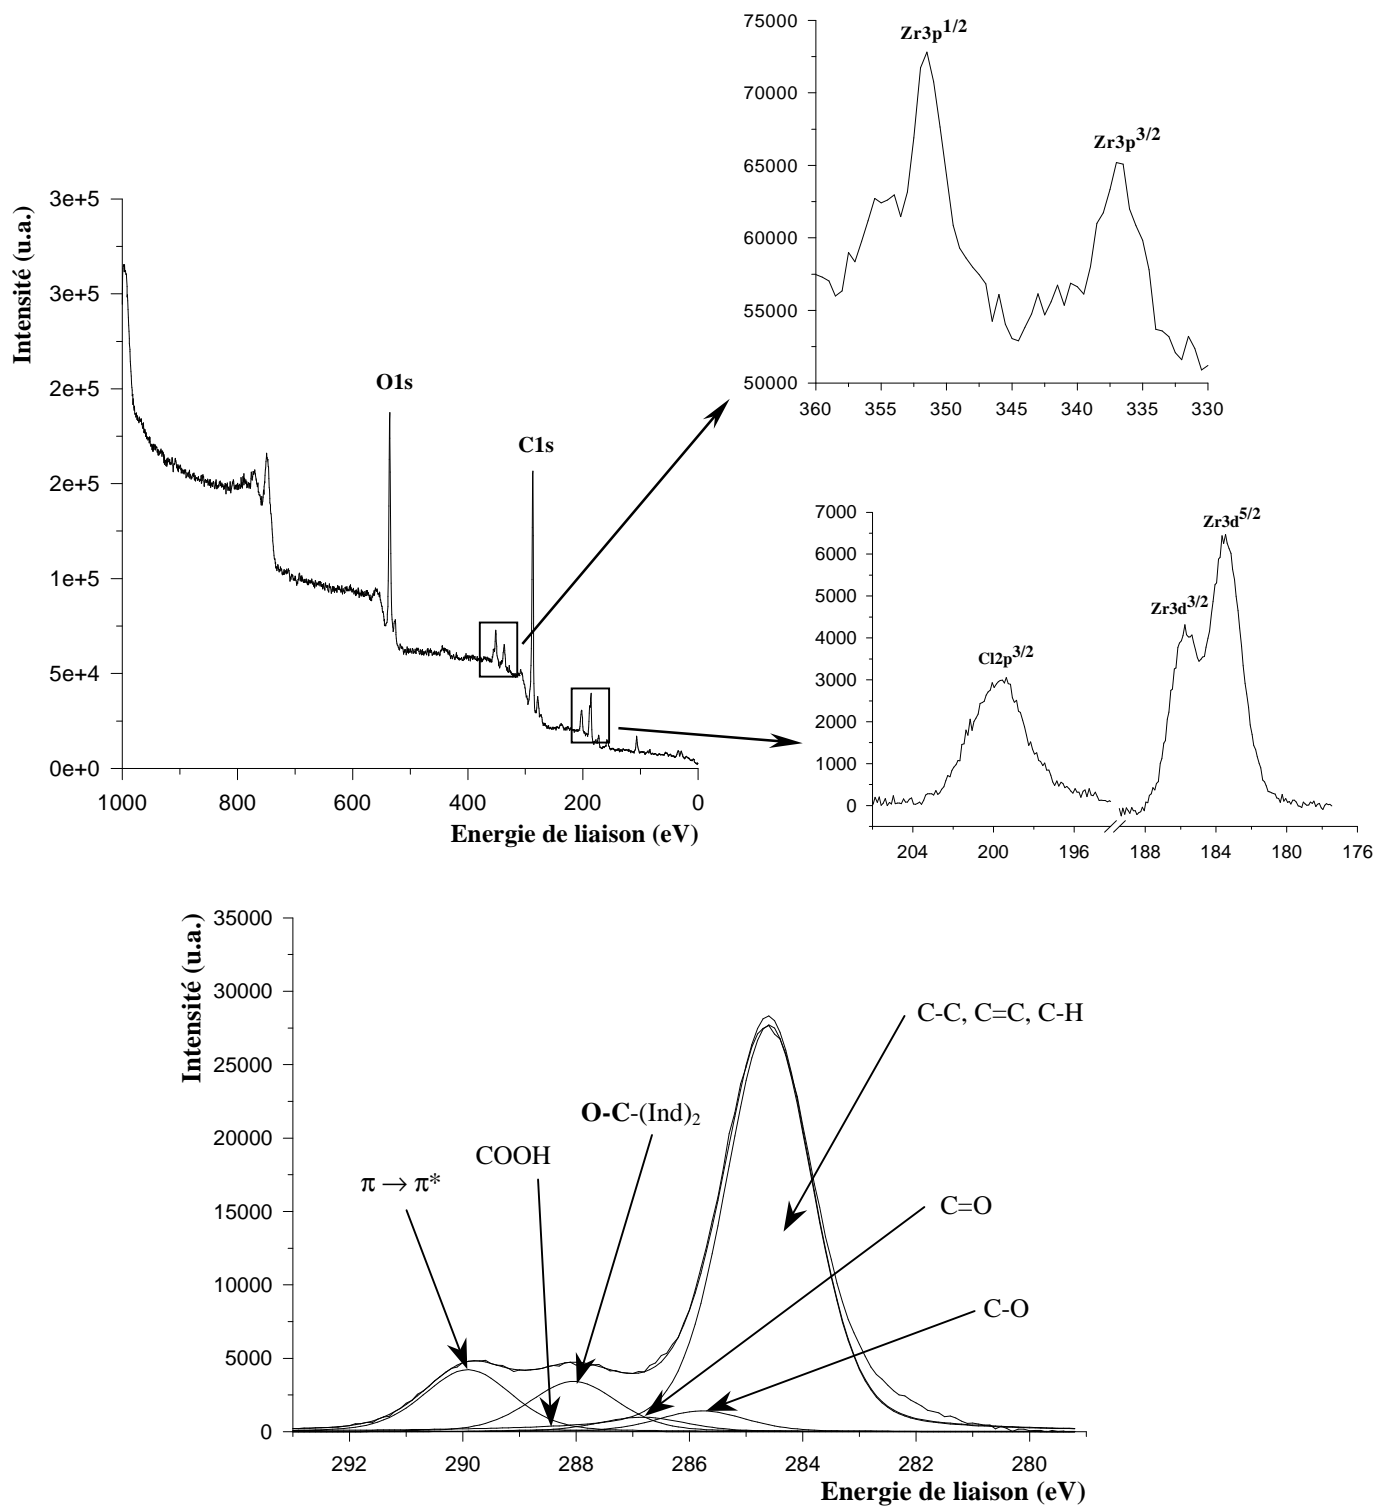 75000
70000
65000
60000
55000
50000
Zr3p1/2
Zr3p3/2
360 355 350 345 340 335 330
3e+5
3e+5
2e+5
2e+5
1e+5
5e+4
0e+0
Intensité (u.a.)
O1s
C1s
1000 800 600 400 200 0
Energie de liaison (eV)
7000
6000
5000
4000
3000
2000
1000
0
Zr3d5/2
Zr3d3/2
Cl2p3/2
204 200 196 188 184 180 176
35000
30000
25000
20000
15000
10000
5000
0
Intensité (u.a.)
C-C, C=C, C-H
O-C-(Ind)2
COOH
π → π*
C=O
C-O
292 290 288 286 284 282 280
Energie de liaison (eV)